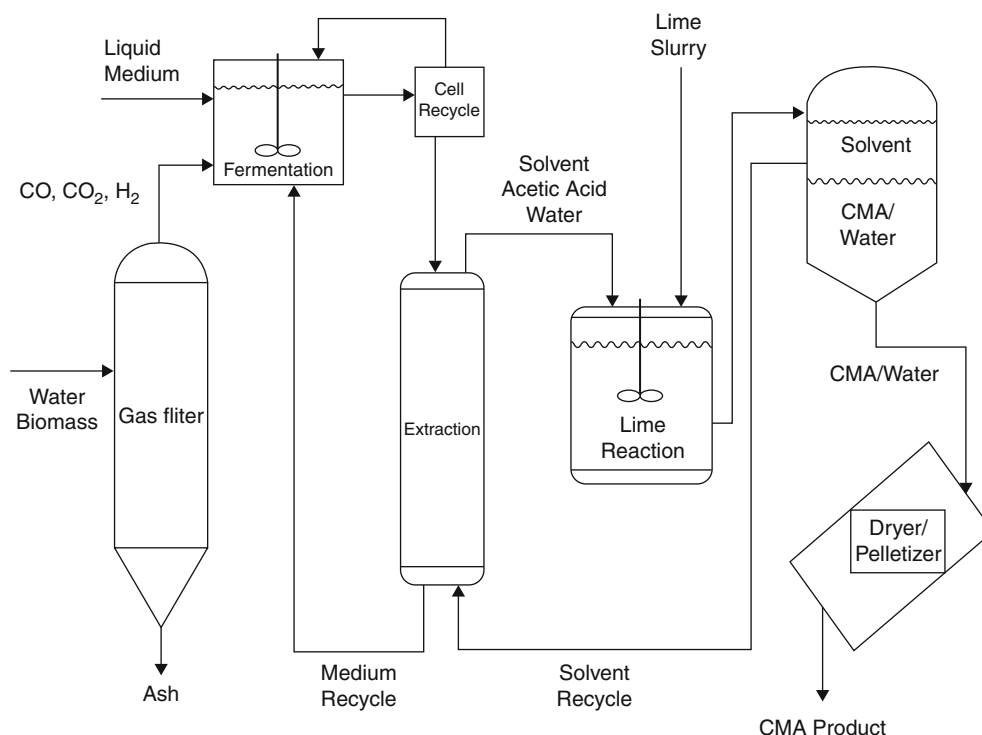 Liquid
Medium
Fermentation
Cell
Recycle
Lime
Slurry
Solvent
CMA/
Water
CO, CO₂, H₂
Solvent
Acetic Acid
Water
Water
Biomass
Gas fliter
Extraction
Lime
Reaction
CMA/Water
Dryer/
Pelletizer
Ash
Medium
Recycle
Solvent
Recycle
CMA Product